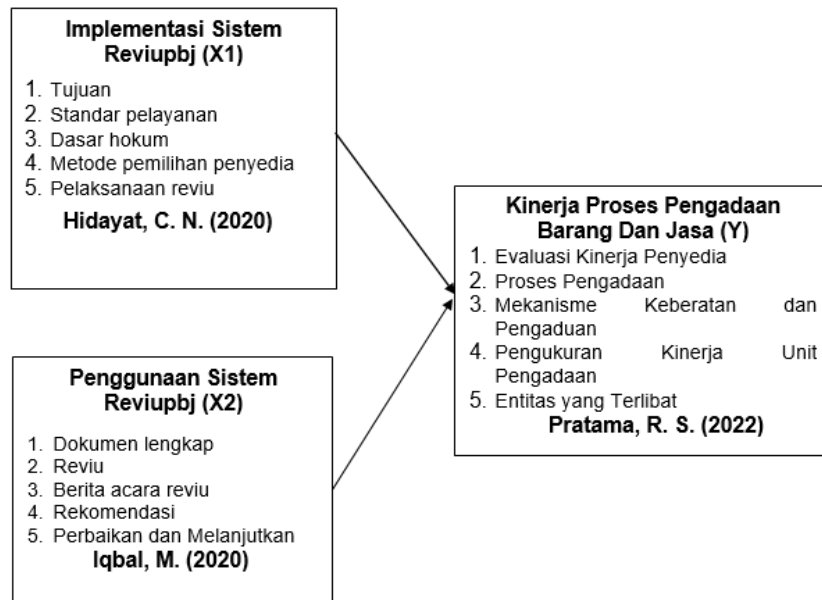 Implementasi Sistem
Reviupbj (X1)
1. Tujuan
2. Standar pelayanan
3. Dasar hokum
4. Metode pemilihan penyedia
5. Pelaksanaan reviu
Hidayat, C. N. (2020)
Penggunaan Sistem
Reviupbj (X2)
1. Dokumen lengkap
2. Reviu
3. Berita acara reviu
4. Rekomendasi
5. Perbaikan dan Melanjutkan
Iqbal, M. (2020)
Kinerja Proses Pengadaan
Barang Dan Jasa (Y)
1. Evaluasi Kinerja Penyedia
2. Proses Pengadaan
3. Mekanisme Keberatan dan
Pengaduan
4. Pengukuran Kinerja Unit
Pengadaan
5. Entitas yang Terlibat
Pratama, R. S. (2022)